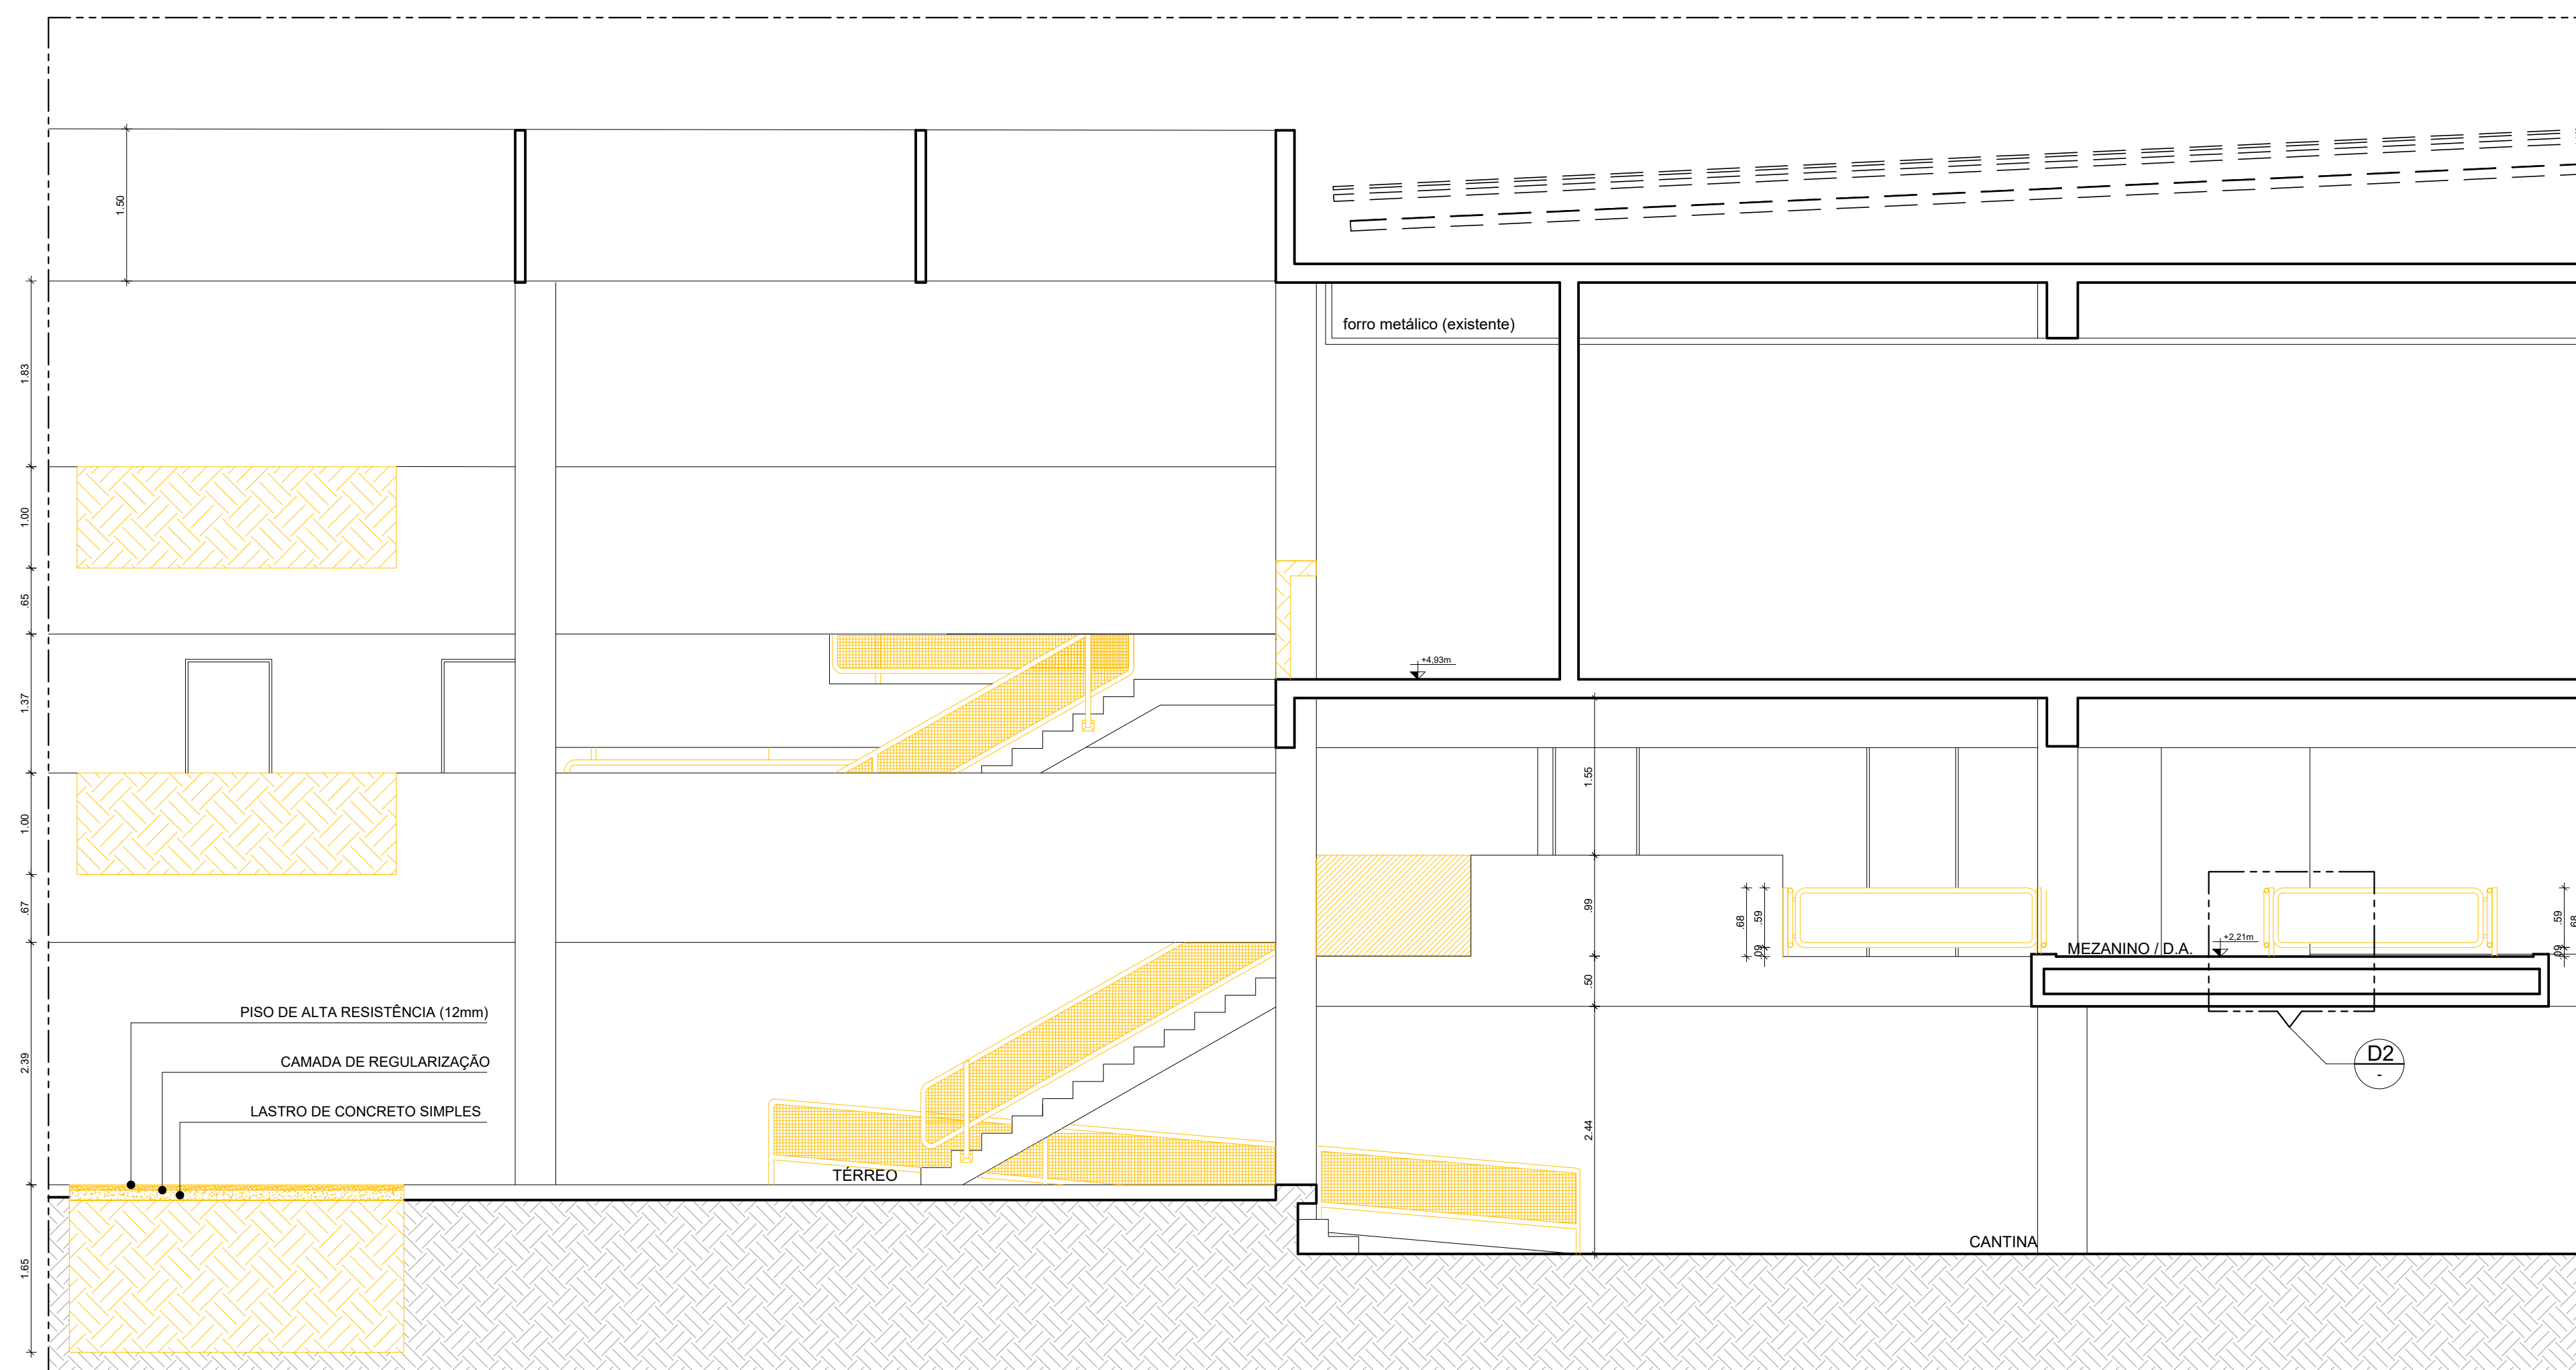 1.50
forro metálico (existente)
1.83
1.00
.65
+4,93m
1.37
1.55
1.00
.99
.68
.59
.09
.67
MEZANINO / D.A.
+2,21m
.59
.68
.09
.50
PISO DE ALTA RESISTÊNCIA (12mm)
D2
-
CAMADA DE REGULARIZAÇÃO
2.39
LASTRO DE CONCRETO SIMPLES
2.44
TÉRREO
CANTINA
1.65